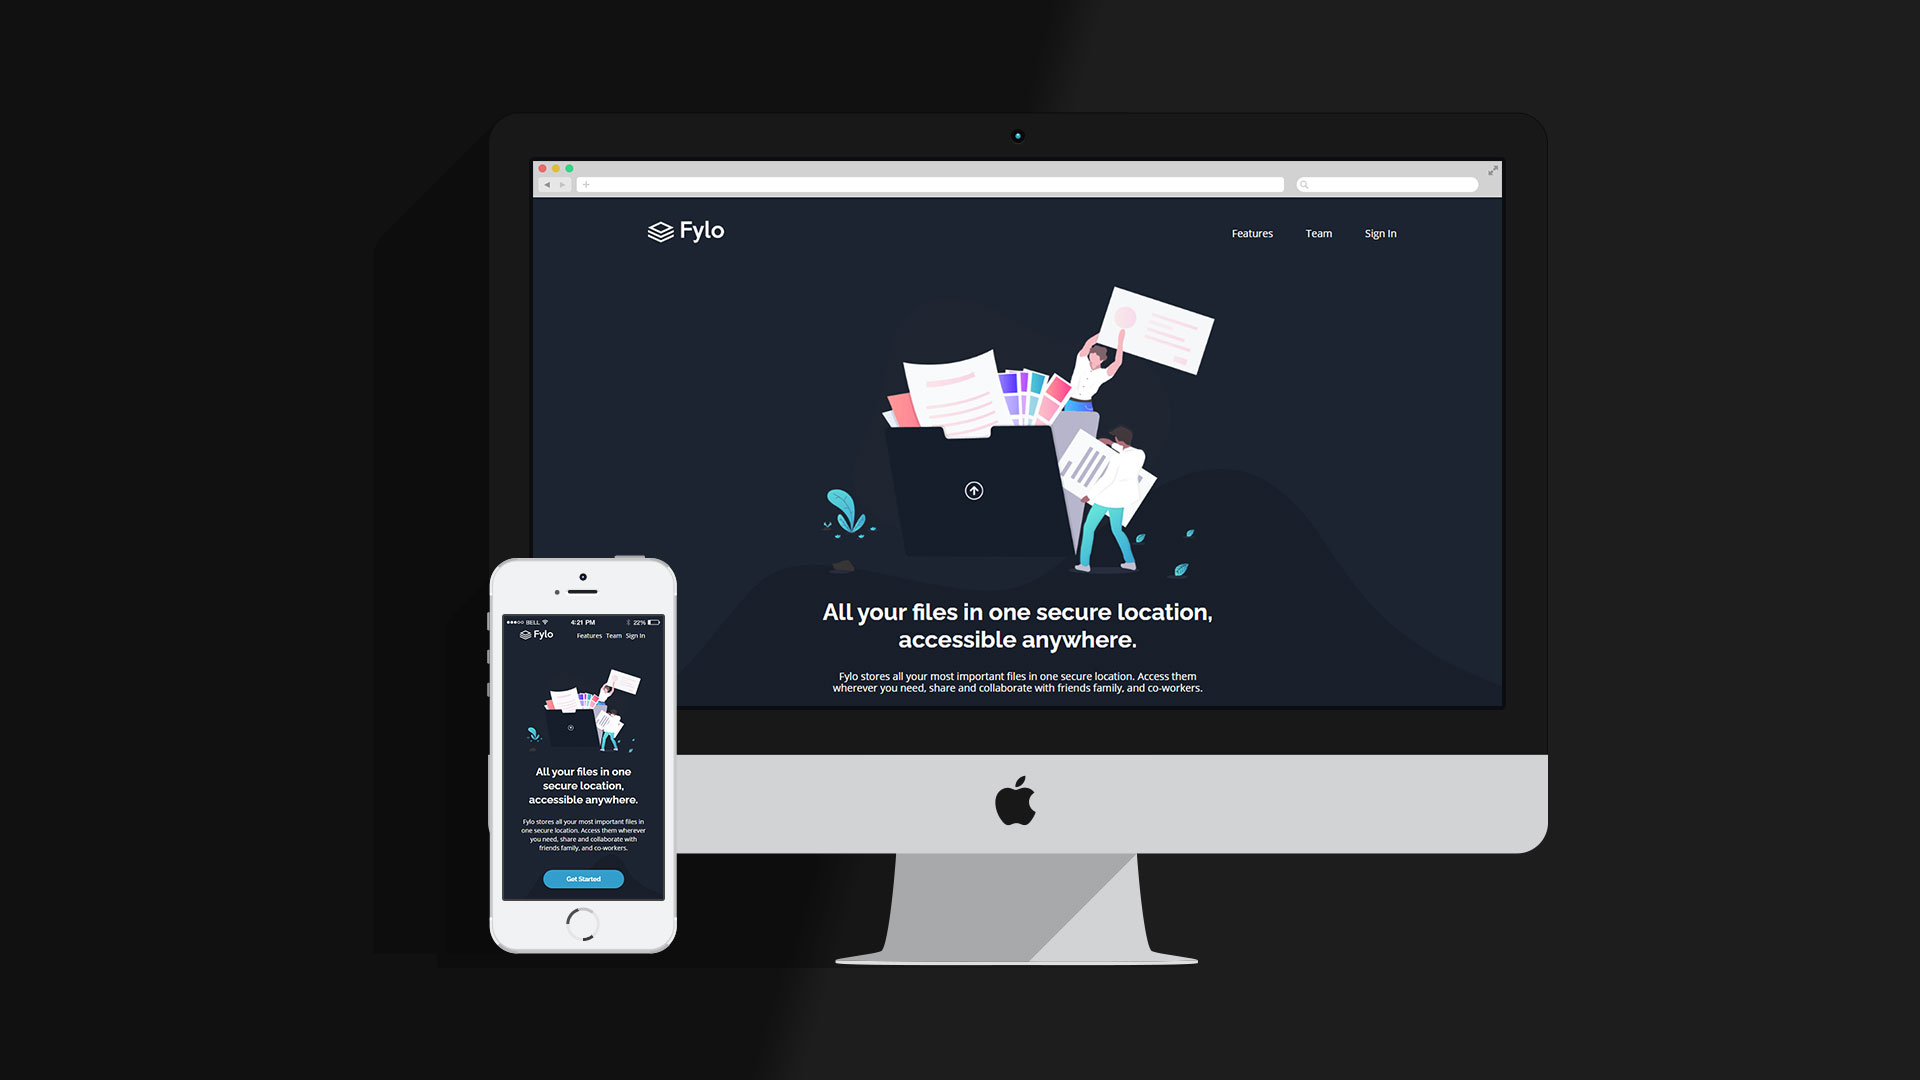 Fylo
Features Team Sign In
All your files in one secure location,
accessible anywhere.
Fylo stores all your most important files in one secure location. Access them
wherever you need, share and collaborate with friends family, and co-workers.
BELL 4:21 PM 22%
Fylo Features Team Sign In
All your files in one
secure location,
accessible anywhere.
Fylo stores all your most important files in
one secure location. Access them wherever
you need, share and collaborate with
friends family, and co-workers.
Get Started